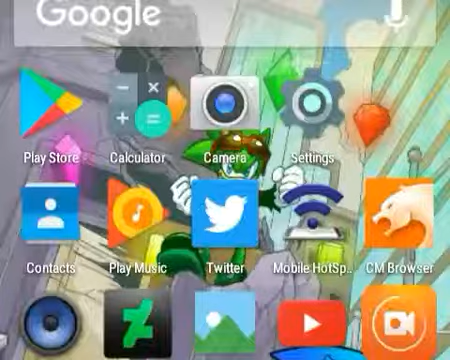 Google
Play Store Calculator Camera Settings
Contacts Play Music Twitter Mobile HotSp.. CM Browser